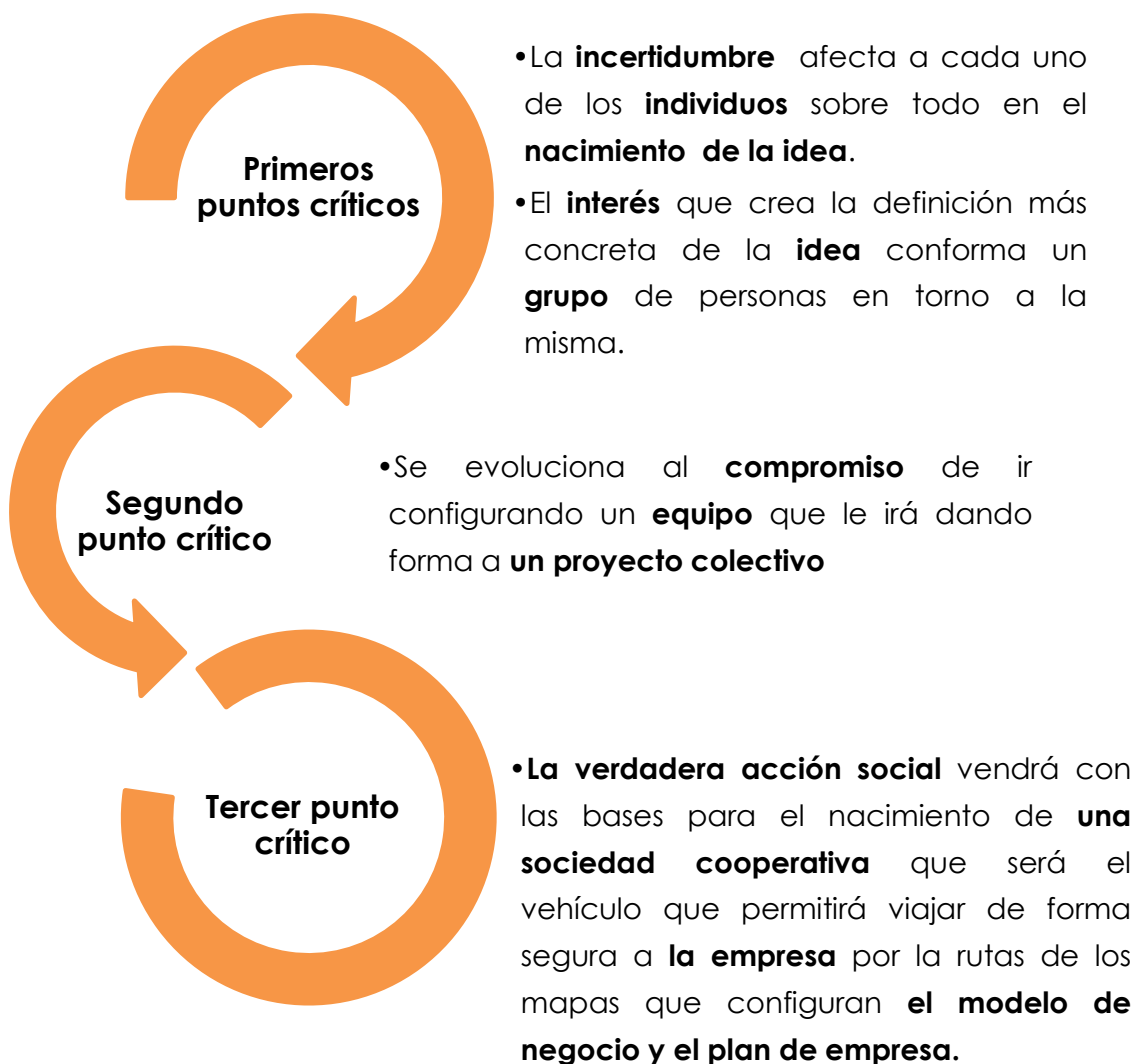 Primeros
puntos críticos
•La incertidumbre afecta a cada uno
de los individuos sobre todo en el
nacimiento de la idea.
•El interés que crea la definición más
concreta de la idea conforma un
grupo de personas en torno a la
misma.
Segundo
punto crítico
•Se evoluciona al compromiso de ir
configurando un equipo que le irá dando
forma a un proyecto colectivo
Tercer punto
crítico
•La verdadera acción social vendrá con
las bases para el nacimiento de una
sociedad cooperativa que será el
vehículo que permitirá viajar de forma
segura a la empresa por la rutas de los
mapas que configuran el modelo de
negocio y el plan de empresa.